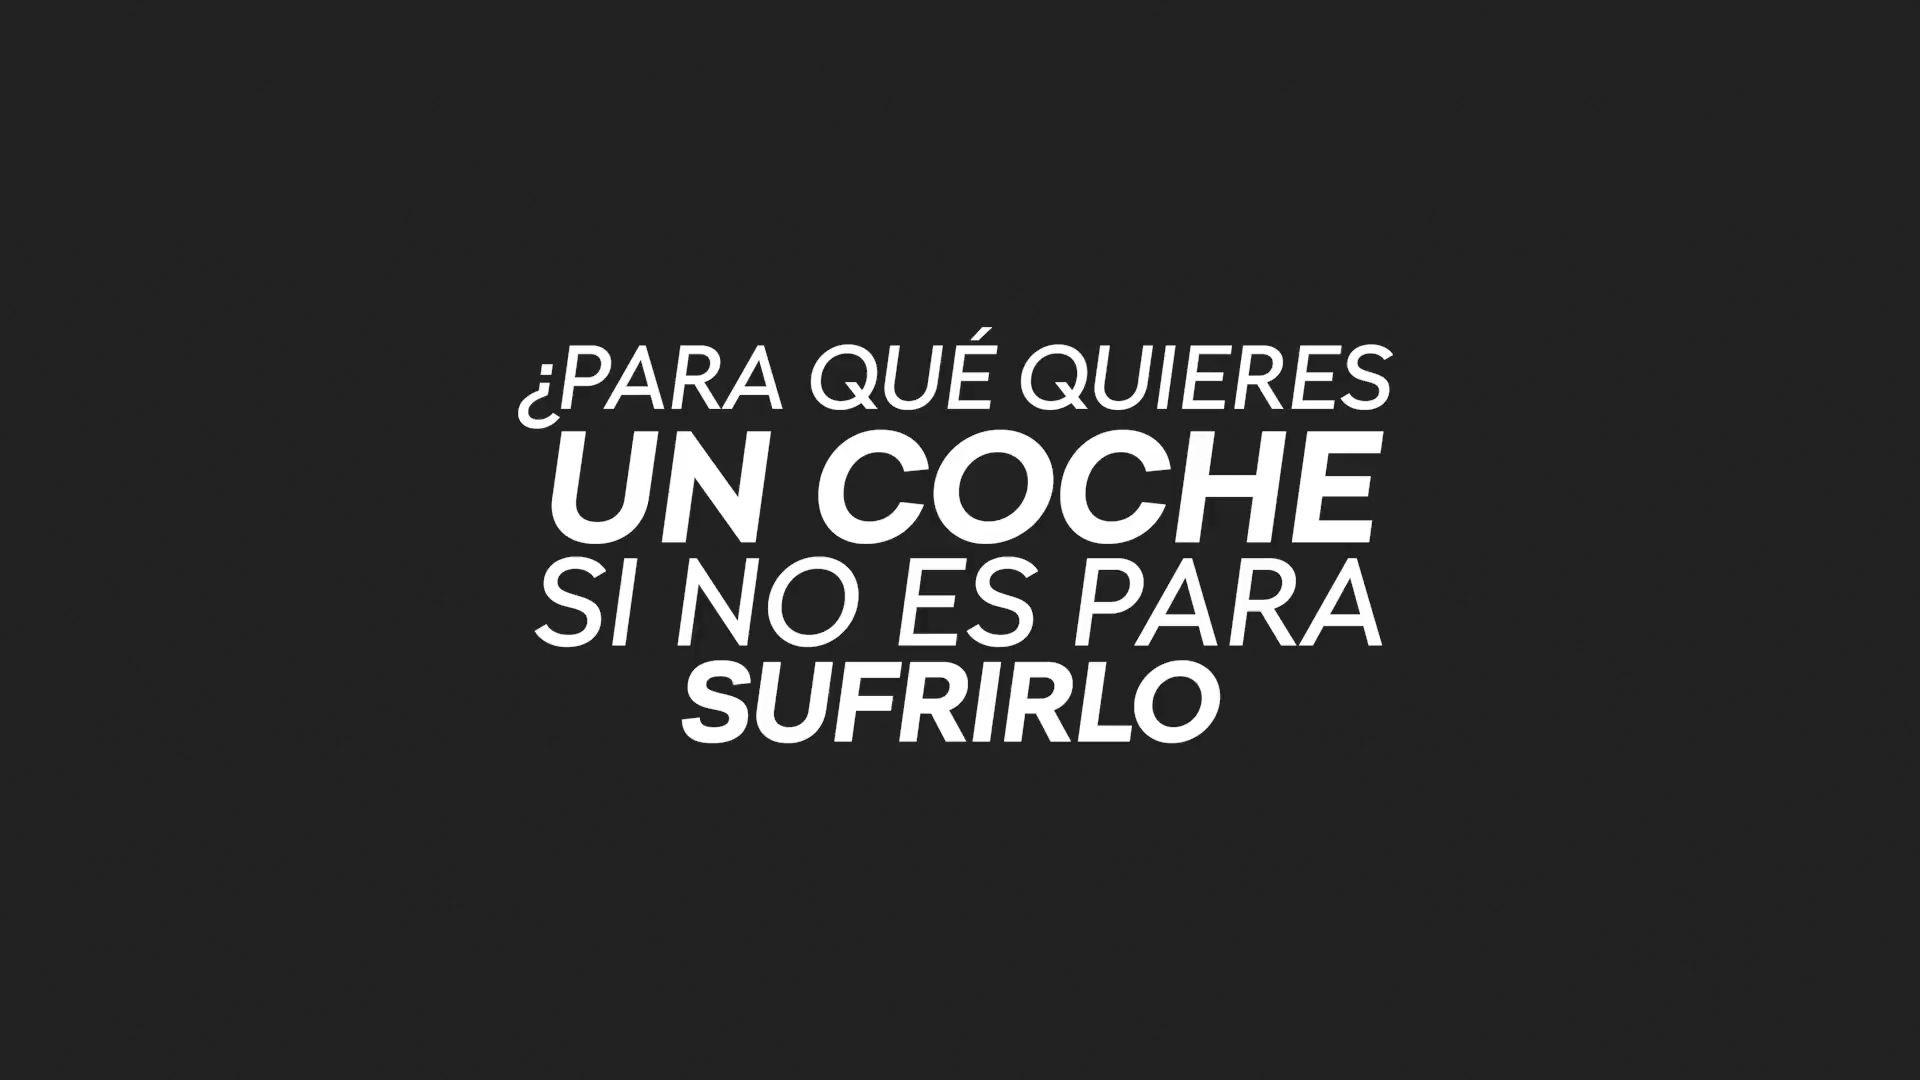 ¿PARA QUÉ QUIERES
UN COCHE
SI NO ES PARA
SUFRIRLO